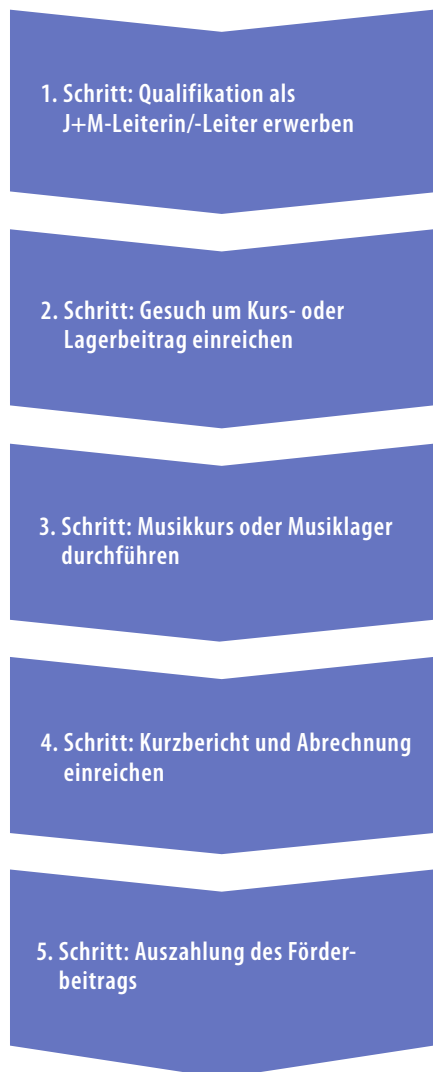 1. Schritt: Qualifikation als
J+M-Leiterin/-Leiter erwerben
2. Schritt: Gesuch um Kurs- oder
Lagerbeitrag einreichen
3. Schritt: Musikkurs oder Musiklager
durchführen
4. Schritt: Kurzbericht und Abrechnung
einreichen
5. Schritt: Auszahlung des Förder-
beitrags